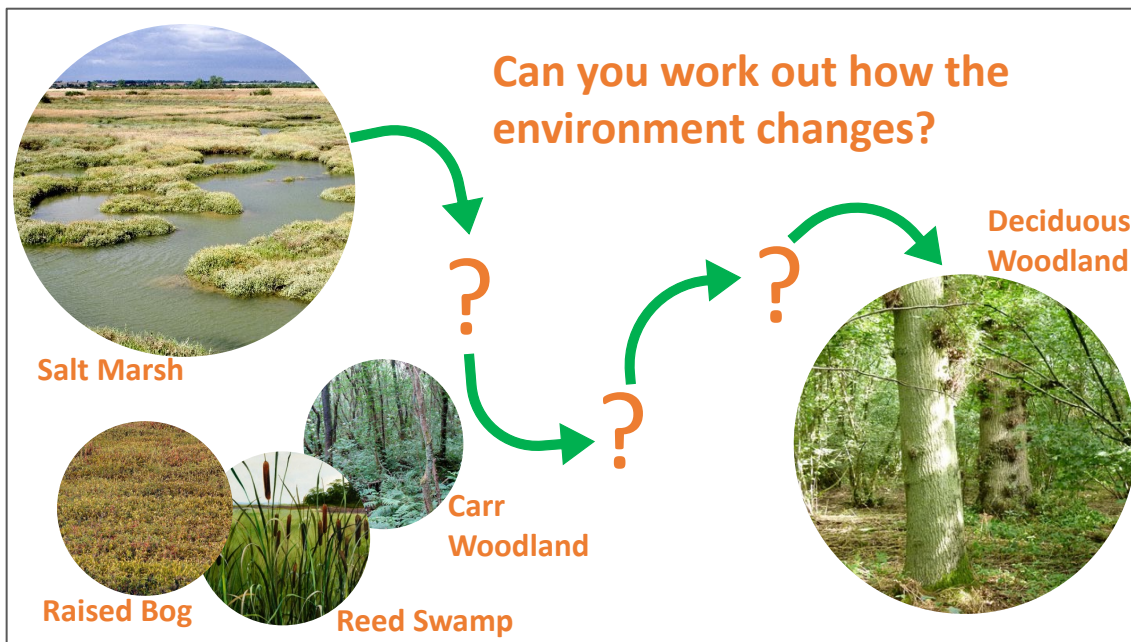 Can you work out how the
environment changes?
Deciduous
Woodland
?
?
?
Salt Marsh
Carr
Woodland
Raised Bog
Reed Swamp